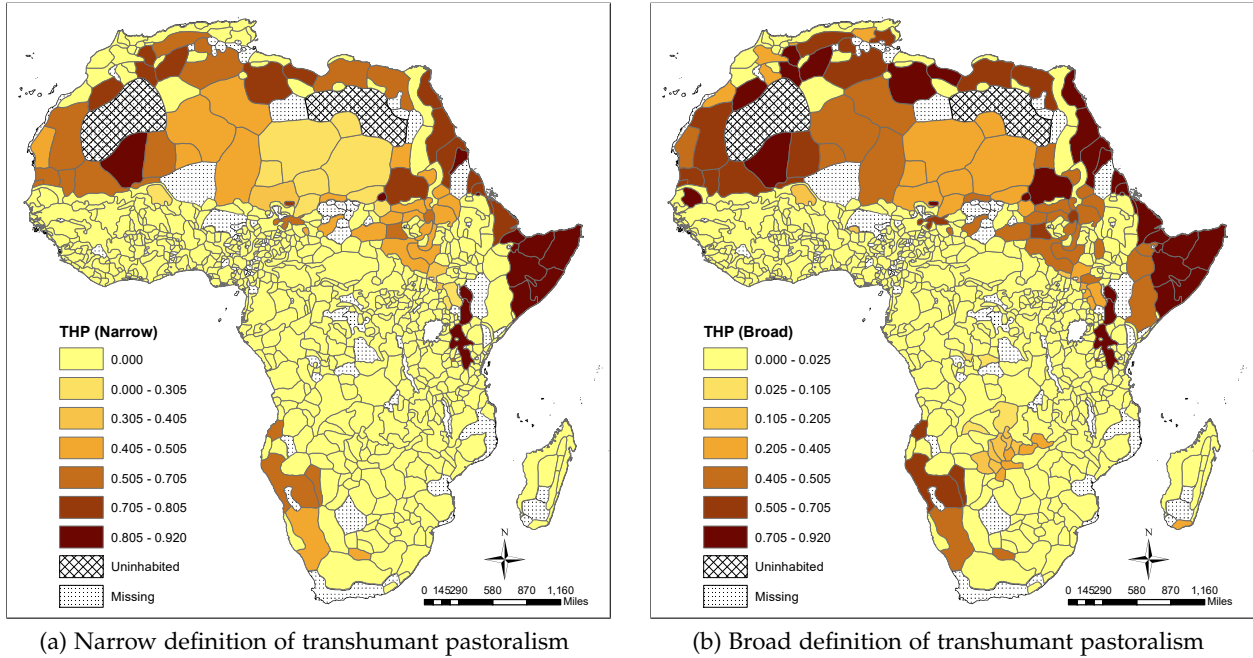 THP (Narrow)
0.000
0.000 - 0.305
0.305 - 0.405
0.405 - 0.505
0.505 - 0.705
0.705 - 0.805
0.805 - 0.920
Uninhabited
Missing
N
0 145290 580 870 1,160
Miles
(a) Narrow definition of transhumant pastoralism
THP (Broad)
0.000 - 0.025
0.025 - 0.105
0.105 - 0.205
0.205 - 0.405
0.405 - 0.505
0.505 - 0.705
0.705 - 0.920
Uninhabited
Missing
N
0 145290 580 870 1,160
Miles
(b) Broad definition of transhumant pastoralism